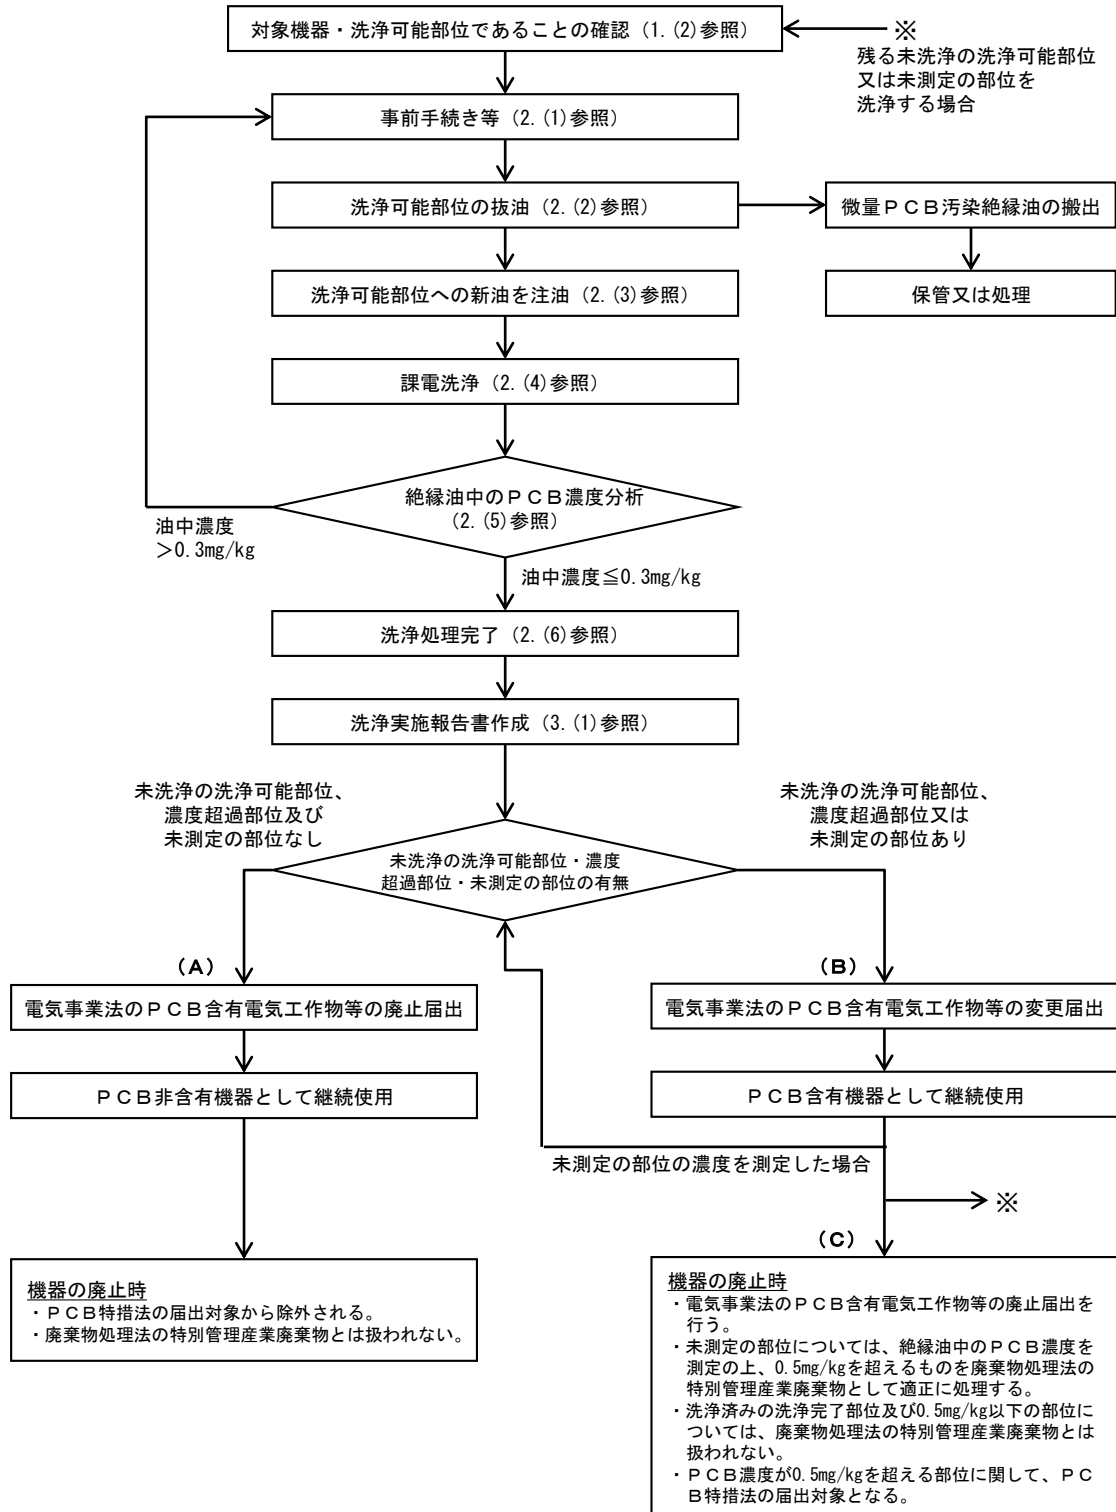 対象機器・洗浄可能部位であることの確認（1.(2)参照）
※
残る未洗浄の洗浄可能部位
又は未測定の部位を
洗浄する場合
事前手続き等（2.(1)参照）
洗浄可能部位の抜油（2.(2)参照）
微量ＰＣＢ汚染絶縁油の搬出
洗浄可能部位への新油を注油（2.(3)参照）
保管又は処理
課電洗浄（2.(4)参照）
絶縁油中のＰＣＢ濃度分析
（2.(5)参照）
油中濃度
＞0.3mg/kg
油中濃度≦0.3mg/kg
洗浄処理完了（2.(6)参照）
洗浄実施報告書作成（3.(1)参照）
未洗浄の洗浄可能部位、
濃度超過部位及び
未測定の部位なし
未洗浄の洗浄可能部位、
濃度超過部位又は
未測定の部位あり
未洗浄の洗浄可能部位・濃度
超過部位・未測定の部位の有無
（Ａ）
（Ｂ）
電気事業法のＰＣＢ含有電気工作物等の廃止届出
電気事業法のＰＣＢ含有電気工作物等の変更届出
ＰＣＢ非含有機器として継続使用
ＰＣＢ含有機器として継続使用
未測定の部位の濃度を測定した場合
※
（Ｃ）
機器の廃止時
・ＰＣＢ特措法の届出対象から除外される。
・廃棄物処理法の特別管理産業廃棄物とは扱われない。
機器の廃止時
・電気事業法のＰＣＢ含有電気工作物等の廃止届出を
行う。
・未測定の部位については、絶縁油中のＰＣＢ濃度を
測定の上、0.5mg/kgを超えるものを廃棄物処理法の
特別管理産業廃棄物として適正に処理する。
・洗浄済みの洗浄完了部位及び0.5mg/kg以下の部位に
ついては、廃棄物処理法の特別管理産業廃棄物とは
扱われない。
・ＰＣＢ濃度が0.5mg/kgを超える部位に関して、ＰＣ
Ｂ特措法の届出対象となる。